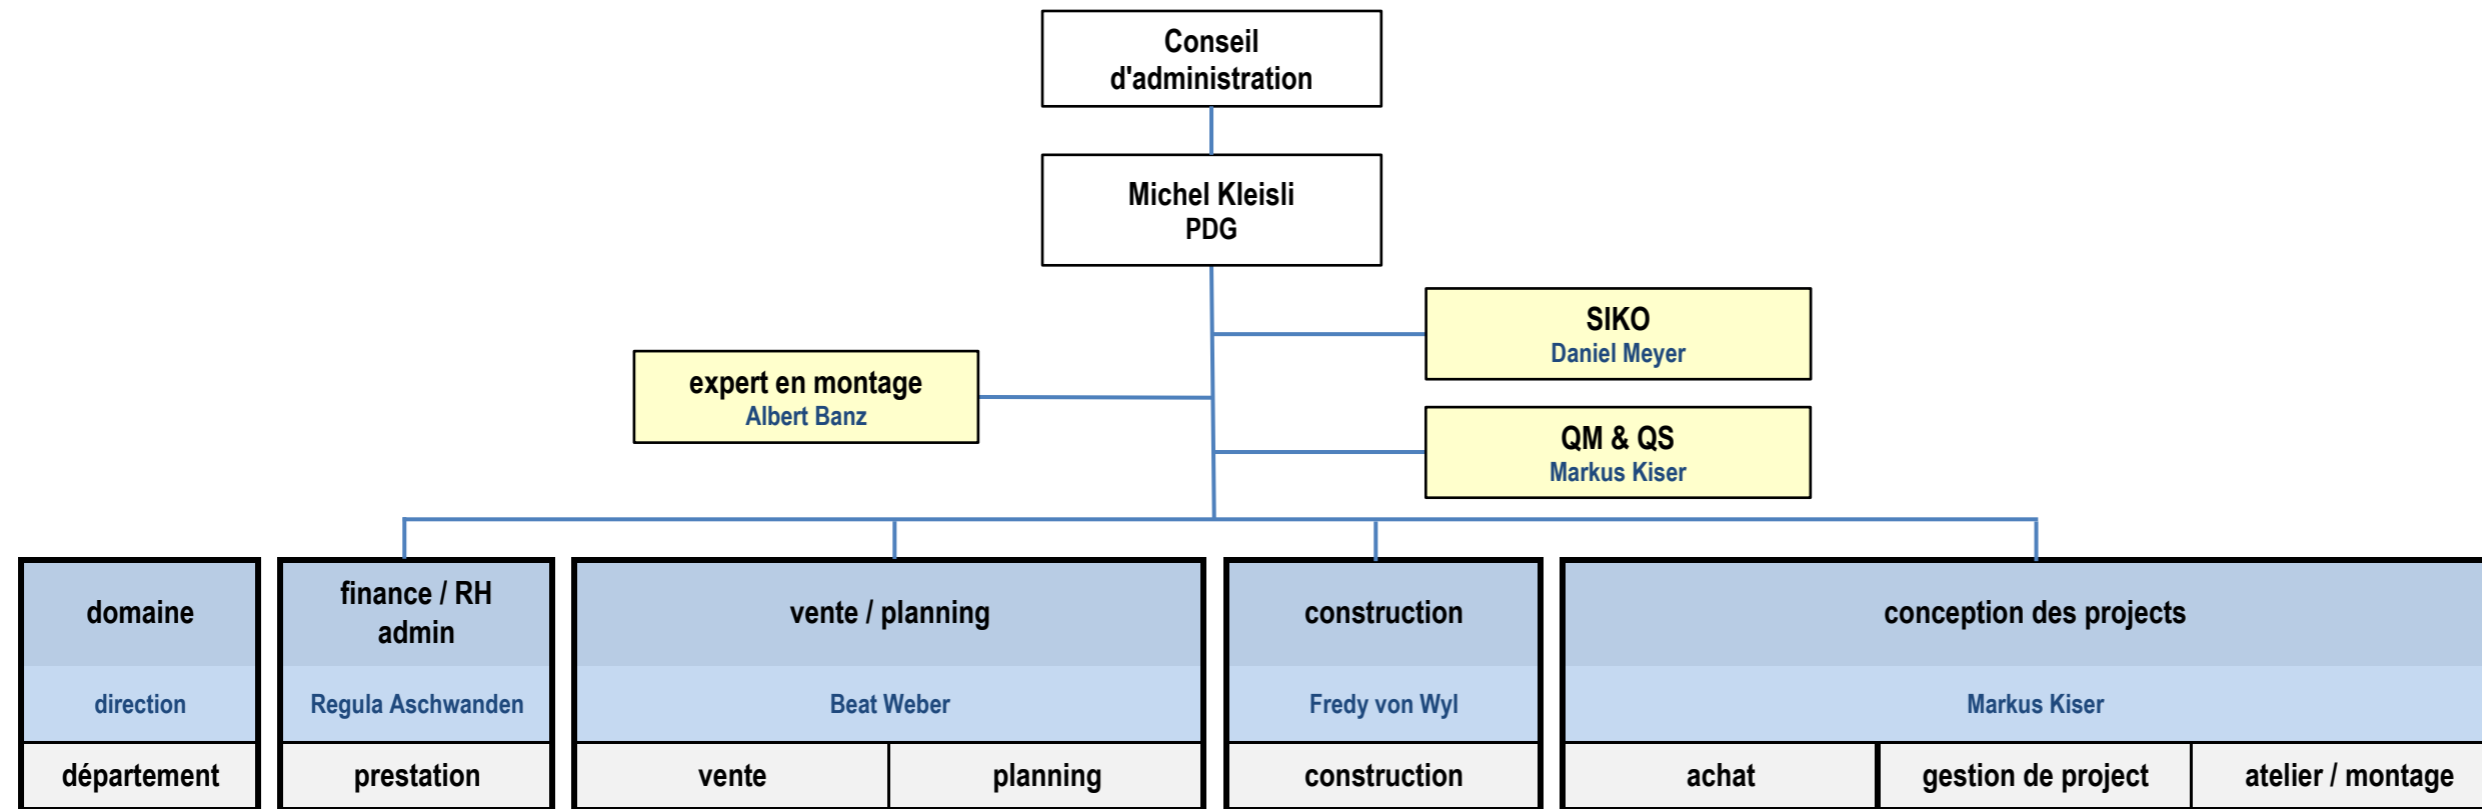 Conseil
d'administration
Michel Kleisli
PDG
SIKO
Daniel Meyer
expert en montage
Albert Banz
QM & QS
Markus Kiser
domaine
finance / RH
admin
vente / planning
construction
conception des projects
direction
Regula Aschwanden
Beat Weber
Fredy von Wyl
Markus Kiser
département
prestation
vente
planning
construction
achat
gestion de project
atelier / montage